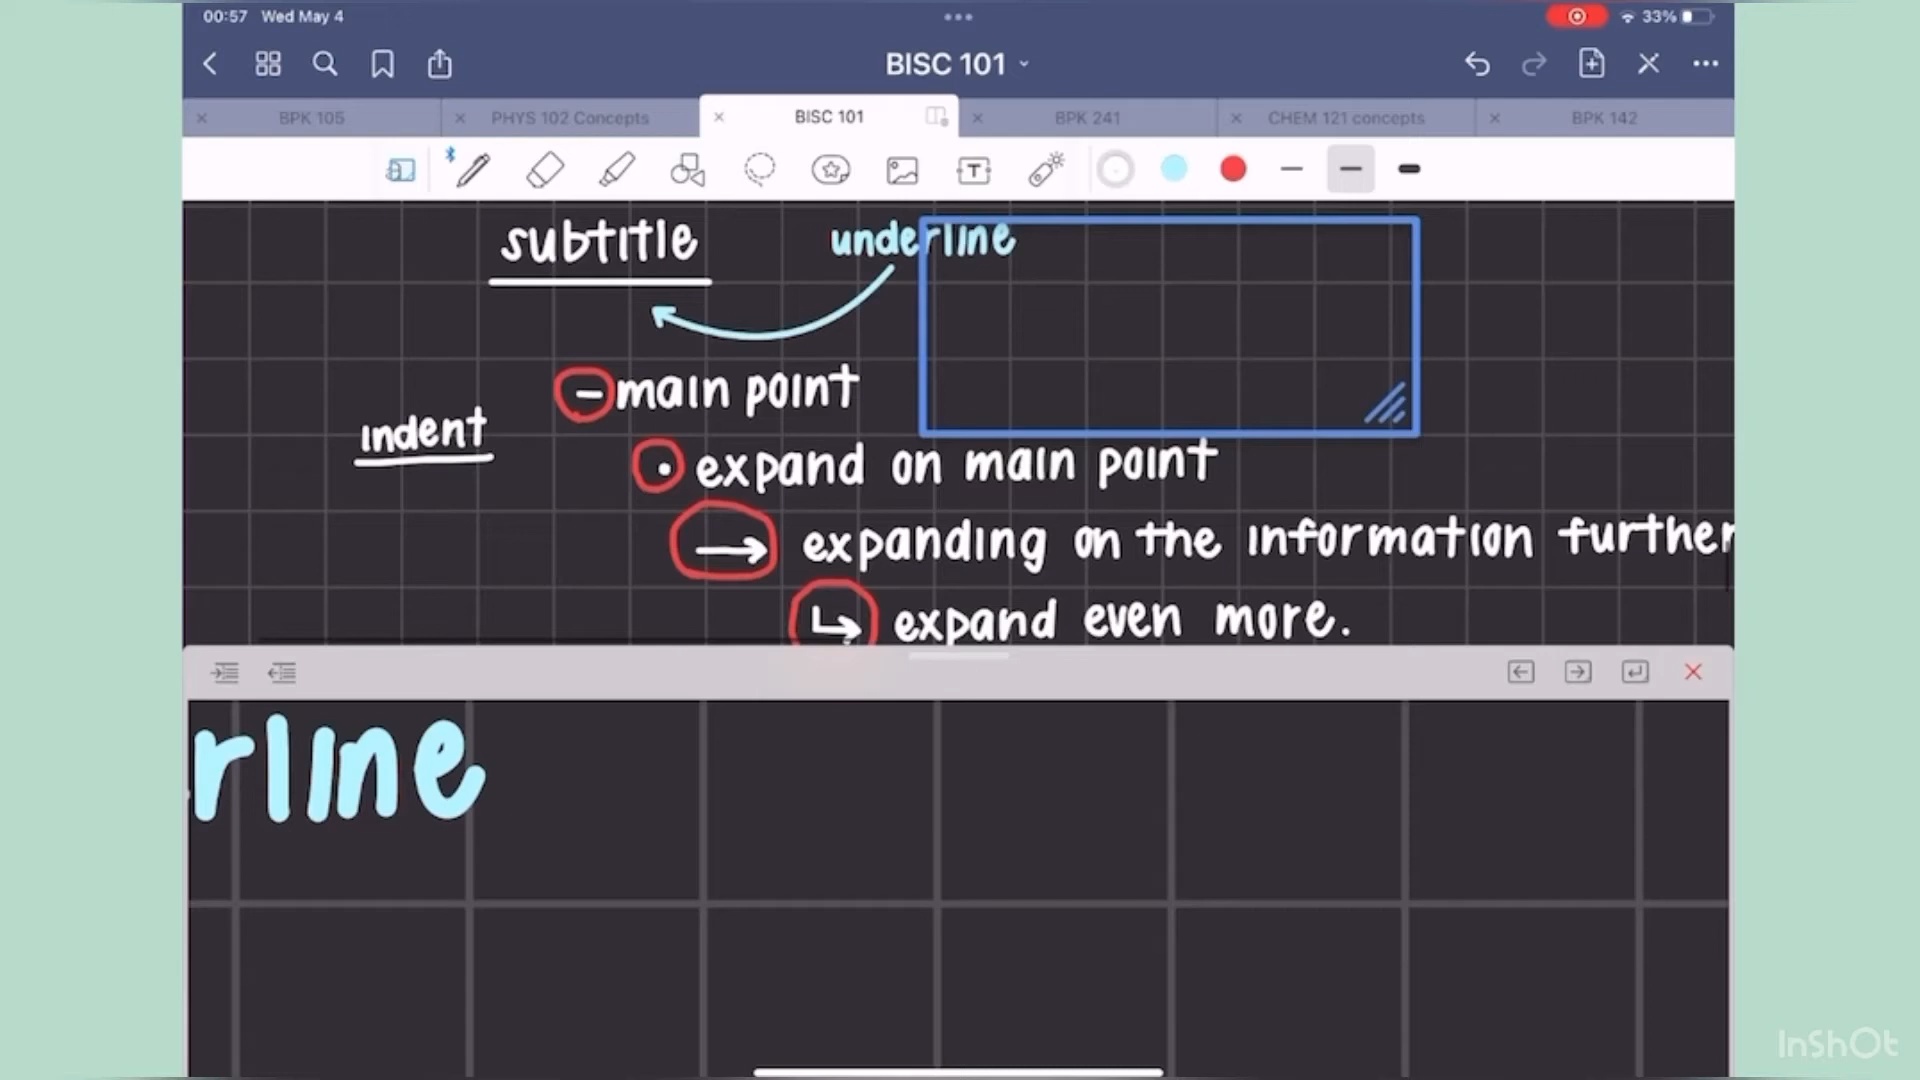 00:57 Wed May 4
33%
BISC 101
BPK 105
PHYS 102 Concepts
BISC 101
BPK 241
CHEM 121 concepts
BPK 142
T
subtitle
underline
- main point
indent
• expand on main point
→ expanding on the information further
↳ expand even more.
rline
InShOt